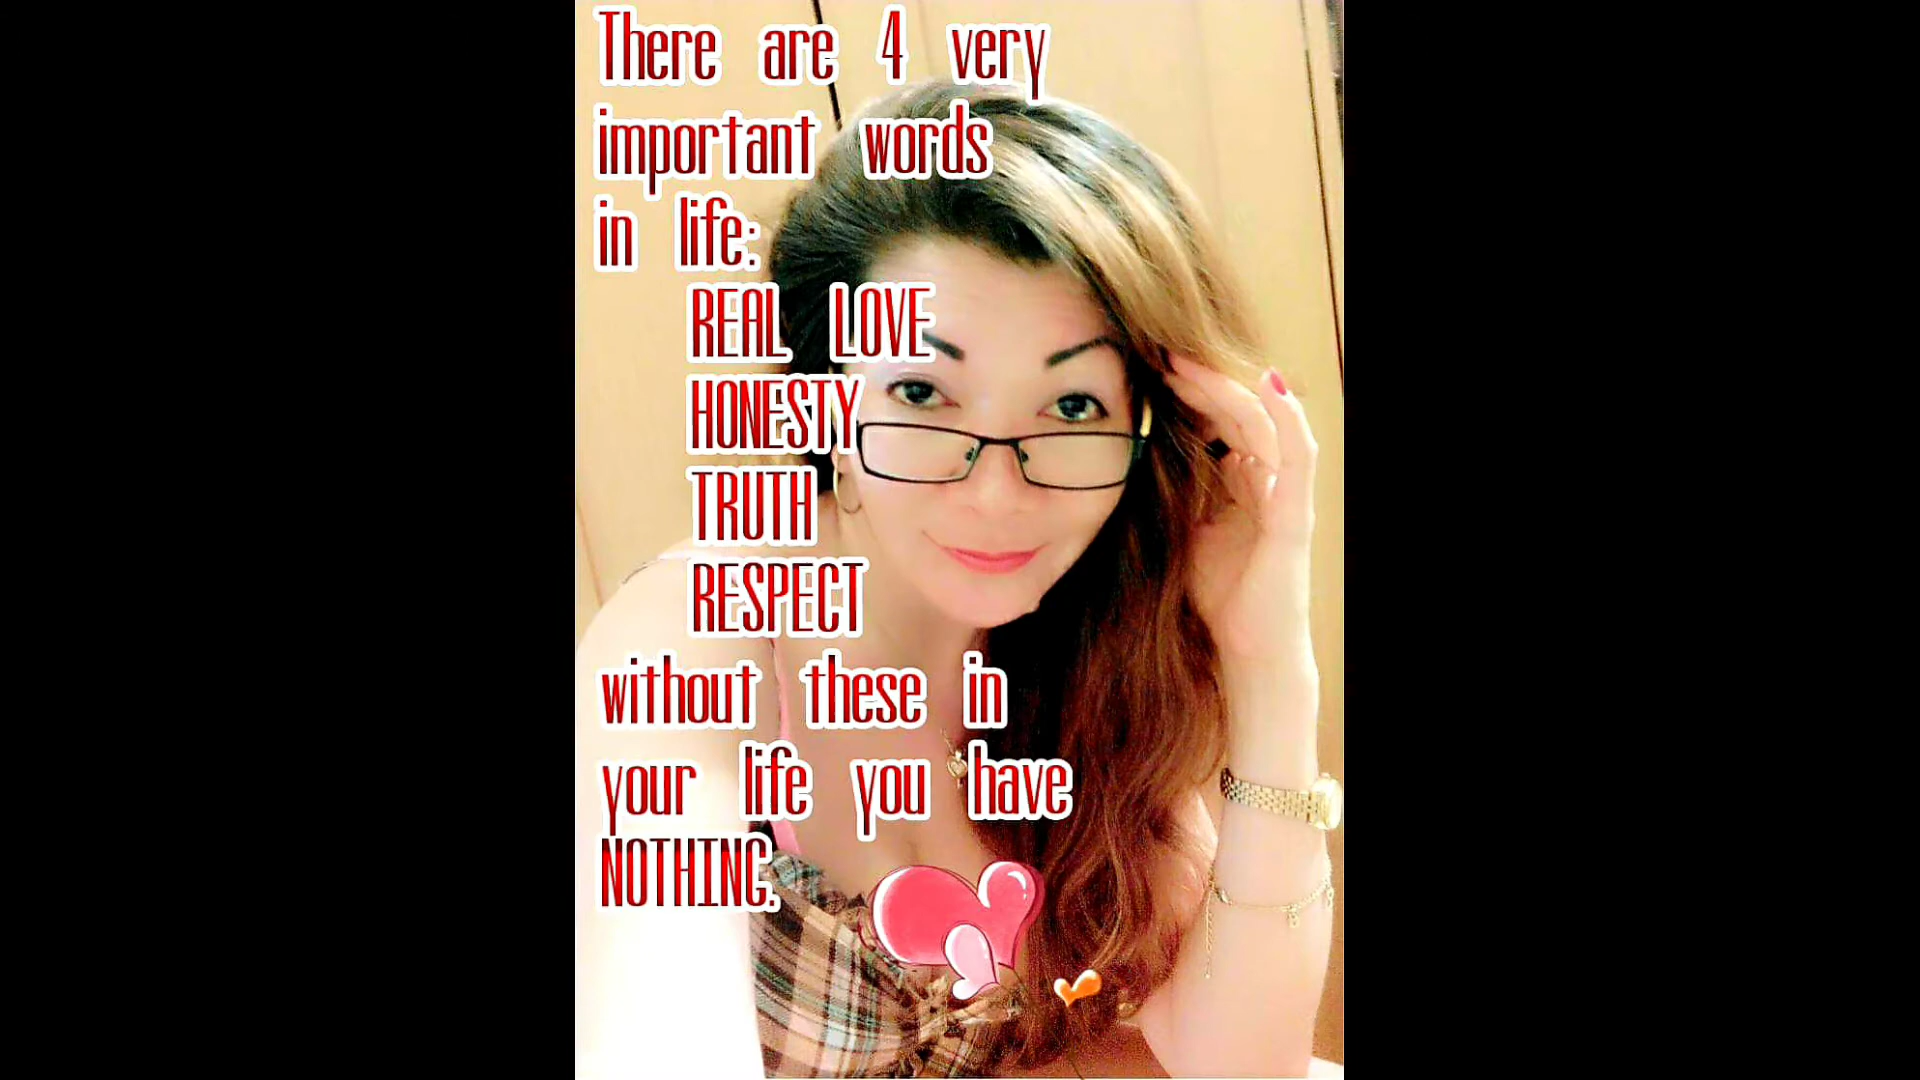 There are 4 very
important words
in life:
REAL LOVE
HONESTY
TRUTH
RESPECT
without these in
your life you have
NOTHING.